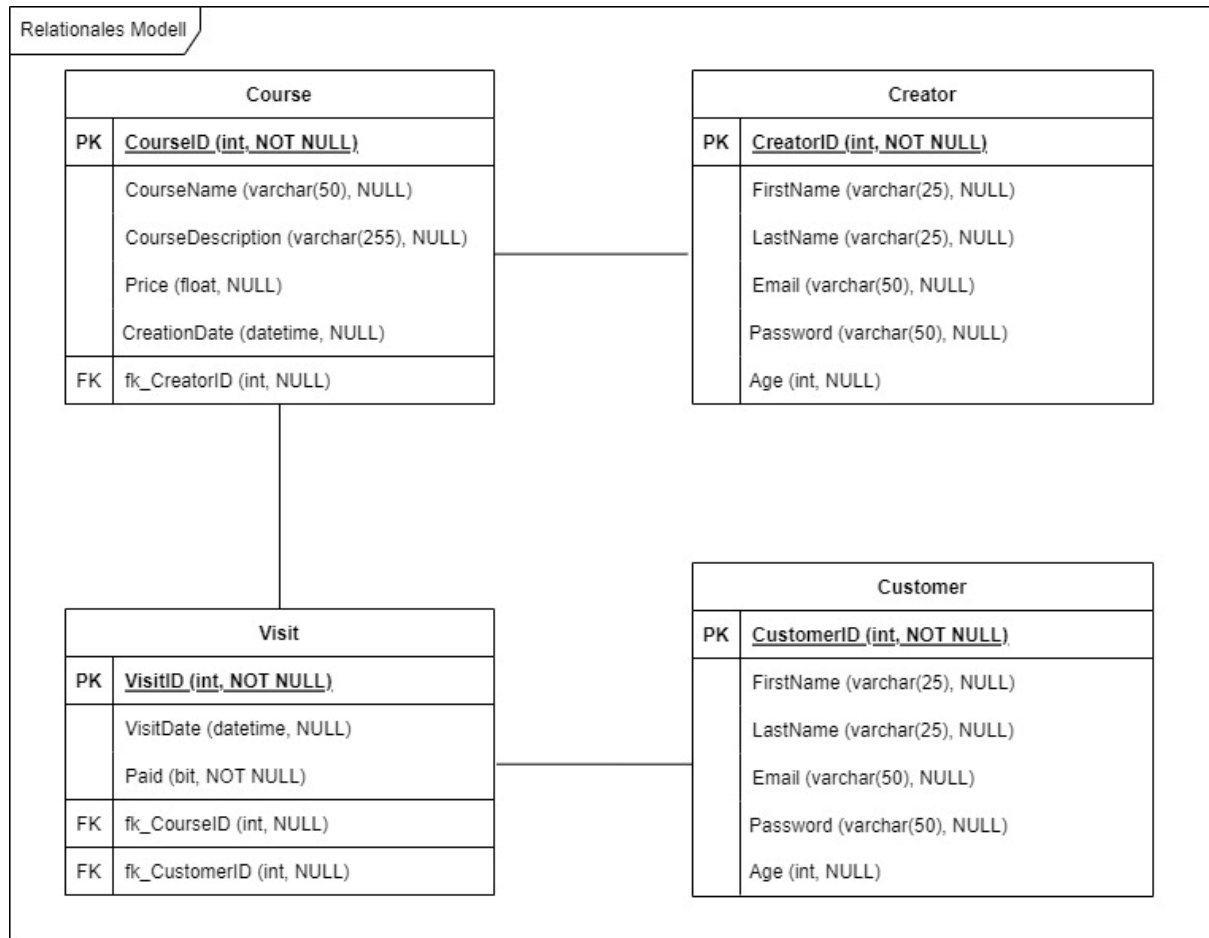 Relationales Modell
Course
PK CourseID (int, NOT NULL)
CourseName (varchar(50), NULL)
CourseDescription (varchar(255), NULL)
Price (float, NULL)
CreationDate (datetime, NULL)
FK fk_CreatorID (int, NULL)
Creator
PK CreatorID (int, NOT NULL)
FirstName (varchar(25), NULL)
LastName (varchar(25), NULL)
Email (varchar(50), NULL)
Password (varchar(50), NULL)
Age (int, NULL)
Visit
PK VisitID (int, NOT NULL)
VisitDate (datetime, NULL)
Paid (bit, NOT NULL)
FK fk_CourseID (int, NULL)
FK fk_CustomerID (int, NULL)
Customer
PK CustomerID (int, NOT NULL)
FirstName (varchar(25), NULL)
LastName (varchar(25), NULL)
Email (varchar(50), NULL)
Password (varchar(50), NULL)
Age (int, NULL)